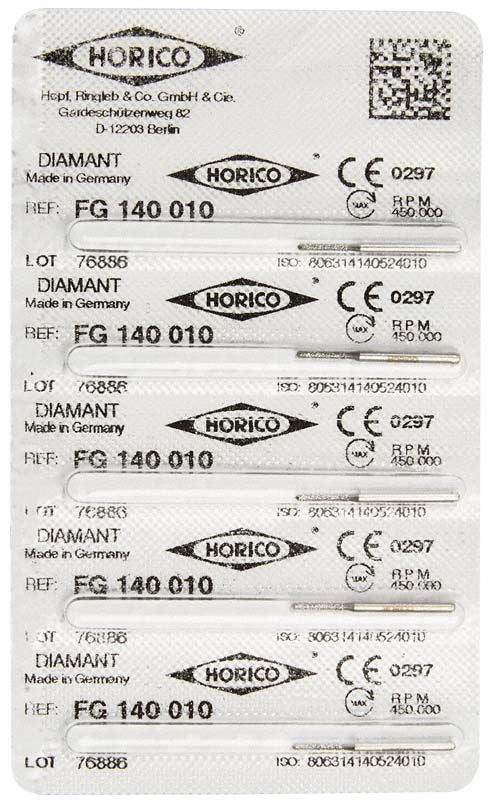 HORICO ®
Hopf, Ringleb & Co. GmbH & Cie.
Gardeschützenweg 82
D-12203 Berlin
DIAMANT HORICO ® CE 0297
Made in Germany
REF: FG 140 010 MAX RPM 450.000
LOT 76886 ISO: 806314140524010
DIAMANT HORICO ® CE 0297
Made in Germany
REF: FG 140 010 MAX RPM 450.000
LOT 76886 ISO: 806314140524010
DIAMANT HORICO ® CE 0297
Made in Germany
REF: FG 140 010 MAX RPM 450.000
LOT 76886 ISO: 806314140524010
DIAMANT HORICO ® CE 0297
Made in Germany
REF: FG 140 010 MAX RPM 450.000
LOT 76886 ISO: 806314140524010
DIAMANT HORICO ® CE 0297
Made in Germany
REF: FG 140 010 MAX RPM 450.000
LOT 76886 ISO: 806314140524010